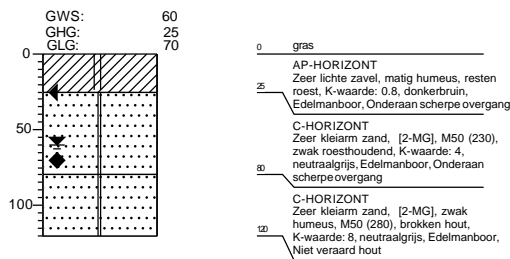 GWS: 60
GHG: 25
GLG: 70
0
50
100
0 gras
AP-HORIZONT
Zeer lichte zavel, matig humeus, resten
roest, K-waarde: 0.8, donkerbruin,
Edelmanboor, Onderaan scherpe overgang
25
C-HORIZONT
Zeer kleiarm zand, [2-MG], M50 (230),
zwak roesthoudend, K-waarde: 4,
neutraalgrijs, Edelmanboor, Onderaan
scherpe overgang
80
C-HORIZONT
Zeer kleiarm zand, [2-MG], zwak
humeus, M50 (280), brokken hout,
K-waarde: 8, neutraalgrijs, Edelmanboor,
Niet veraard hout
120